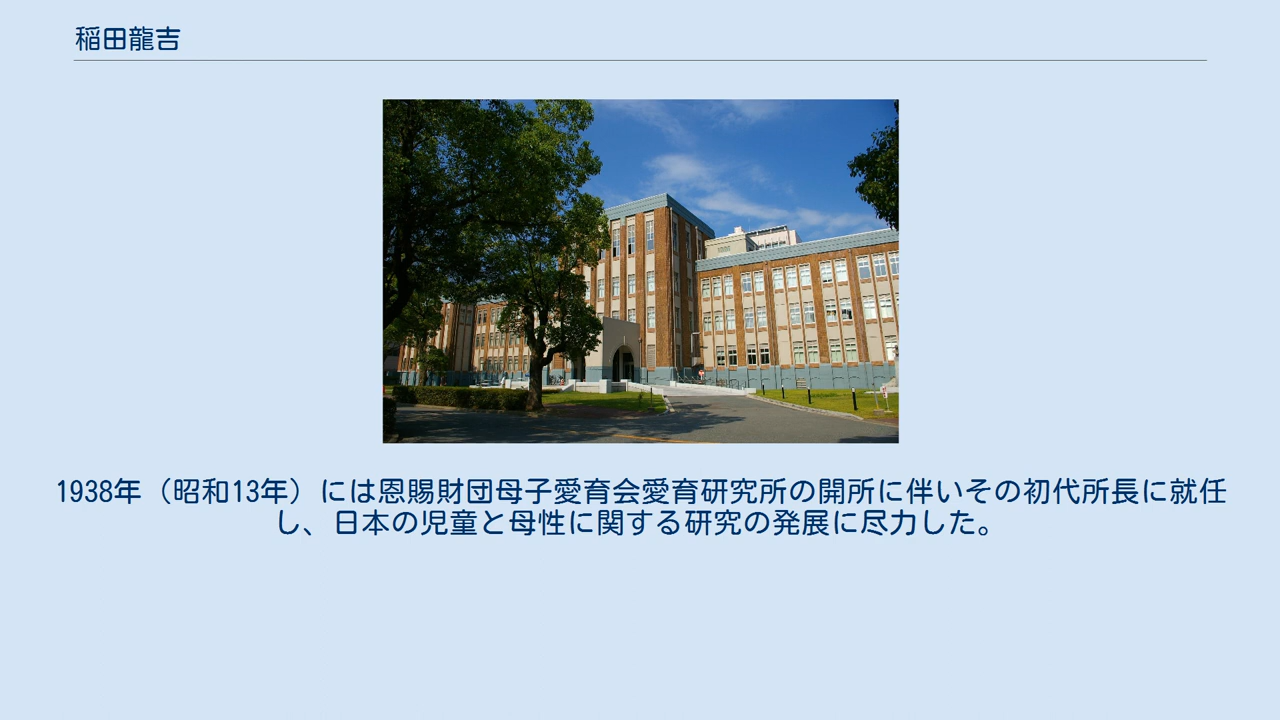 稲田龍吉
1938年（昭和13年）には恩賜財団母子愛育会愛育研究所の開所に伴いその初代所長に就任
し、日本の児童と母性に関する研究の発展に尽力した。